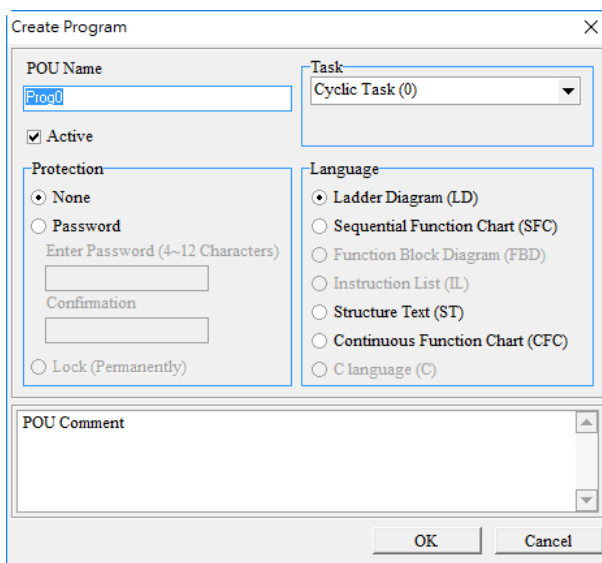 Create Program
POU Name
Prog0
Active
Task
Cyclic Task (0)
Protection
None
Password
Enter Password (4~12 Characters)
Confirmation
Lock (Permanently)
Language
Ladder Diagram (LD)
Sequential Function Chart (SFC)
Function Block Diagram (FBD)
Instruction List (IL)
Structure Text (ST)
Continuous Function Chart (CFC)
C language (C)
POU Comment
OK
Cancel